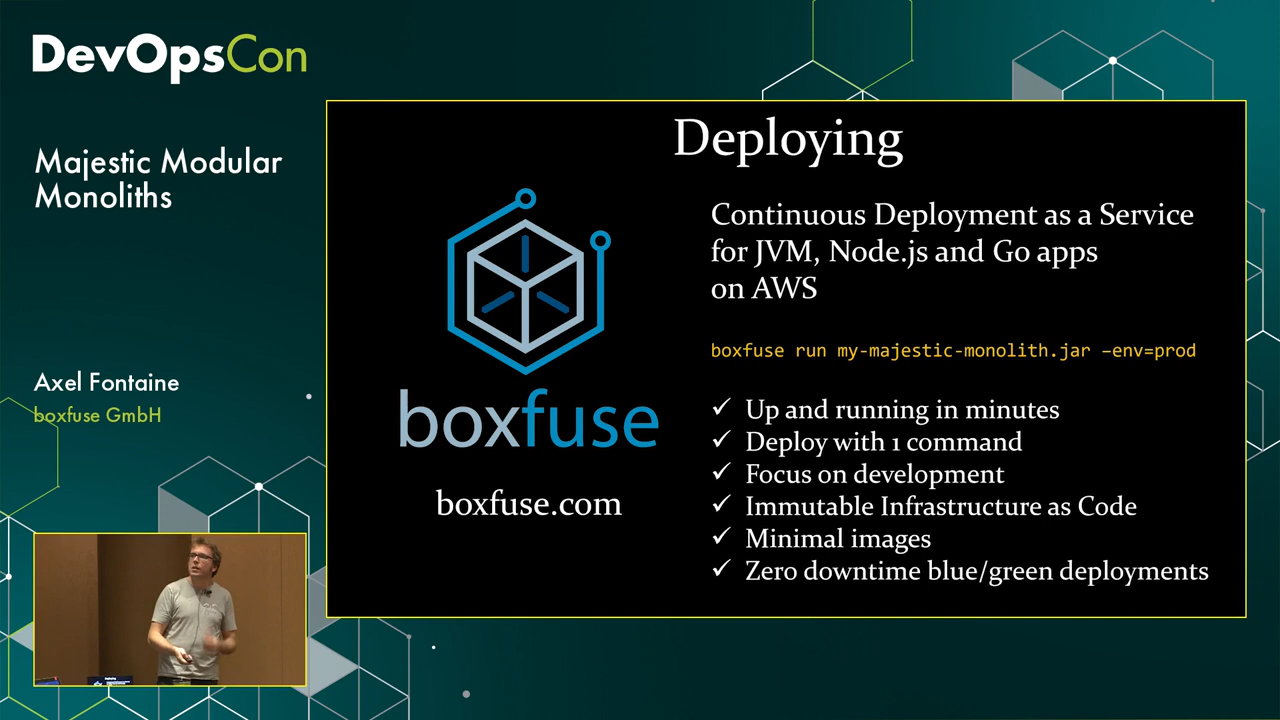 DevOpsCon
Majestic Modular
Monoliths
Axel Fontaine
boxfuse GmbH
Deploying
boxfuse
boxfuse.com
Continuous Deployment as a Service
for JVM, Node.js and Go apps
on AWS
boxfuse run my-majestic-monolith.jar –env=prod
✓ Up and running in minutes
✓ Deploy with 1 command
✓ Focus on development
✓ Immutable Infrastructure as Code
✓ Minimal images
✓ Zero downtime blue/green deployments